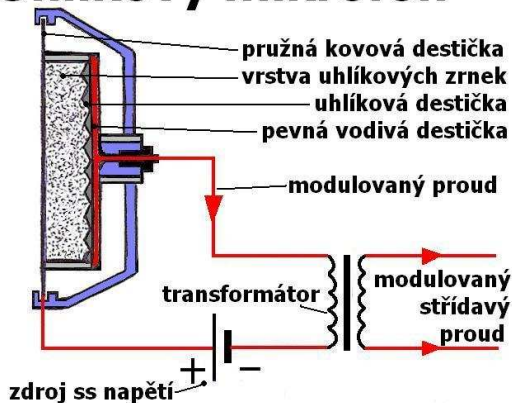 pružná kovová destička
vrstva uhlíkových zrnek
uhlíková destička
pevná vodivá destička
modulovaný proud
transformátor
modulovaný
střídavý
proud
+ −
zdroj ss napětí